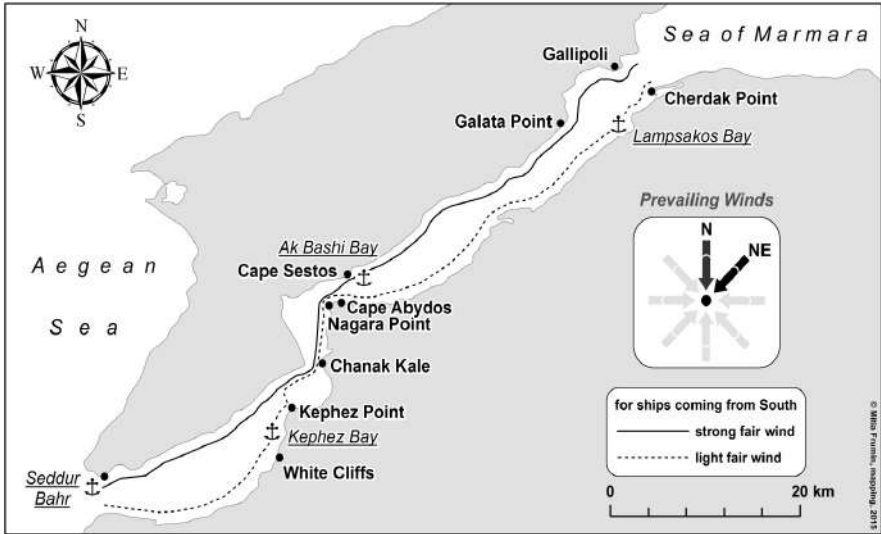 N
W E
S
Sea of Marmara
Gallipoli
Cherdak Point
Galata Point
Lampsakos Bay
Prevailing Winds
N
NE
Aegean
Sea
Ak Bashi Bay
Cape Sestos
Cape Abydos
Nagara Point
Chanak Kale
Kephez Point
Kephez Bay
White Cliffs
Seddur
Bahr
for ships coming from South
strong fair wind
light fair wind
0 20 km
© Mitia Frumin, mapping, 2015